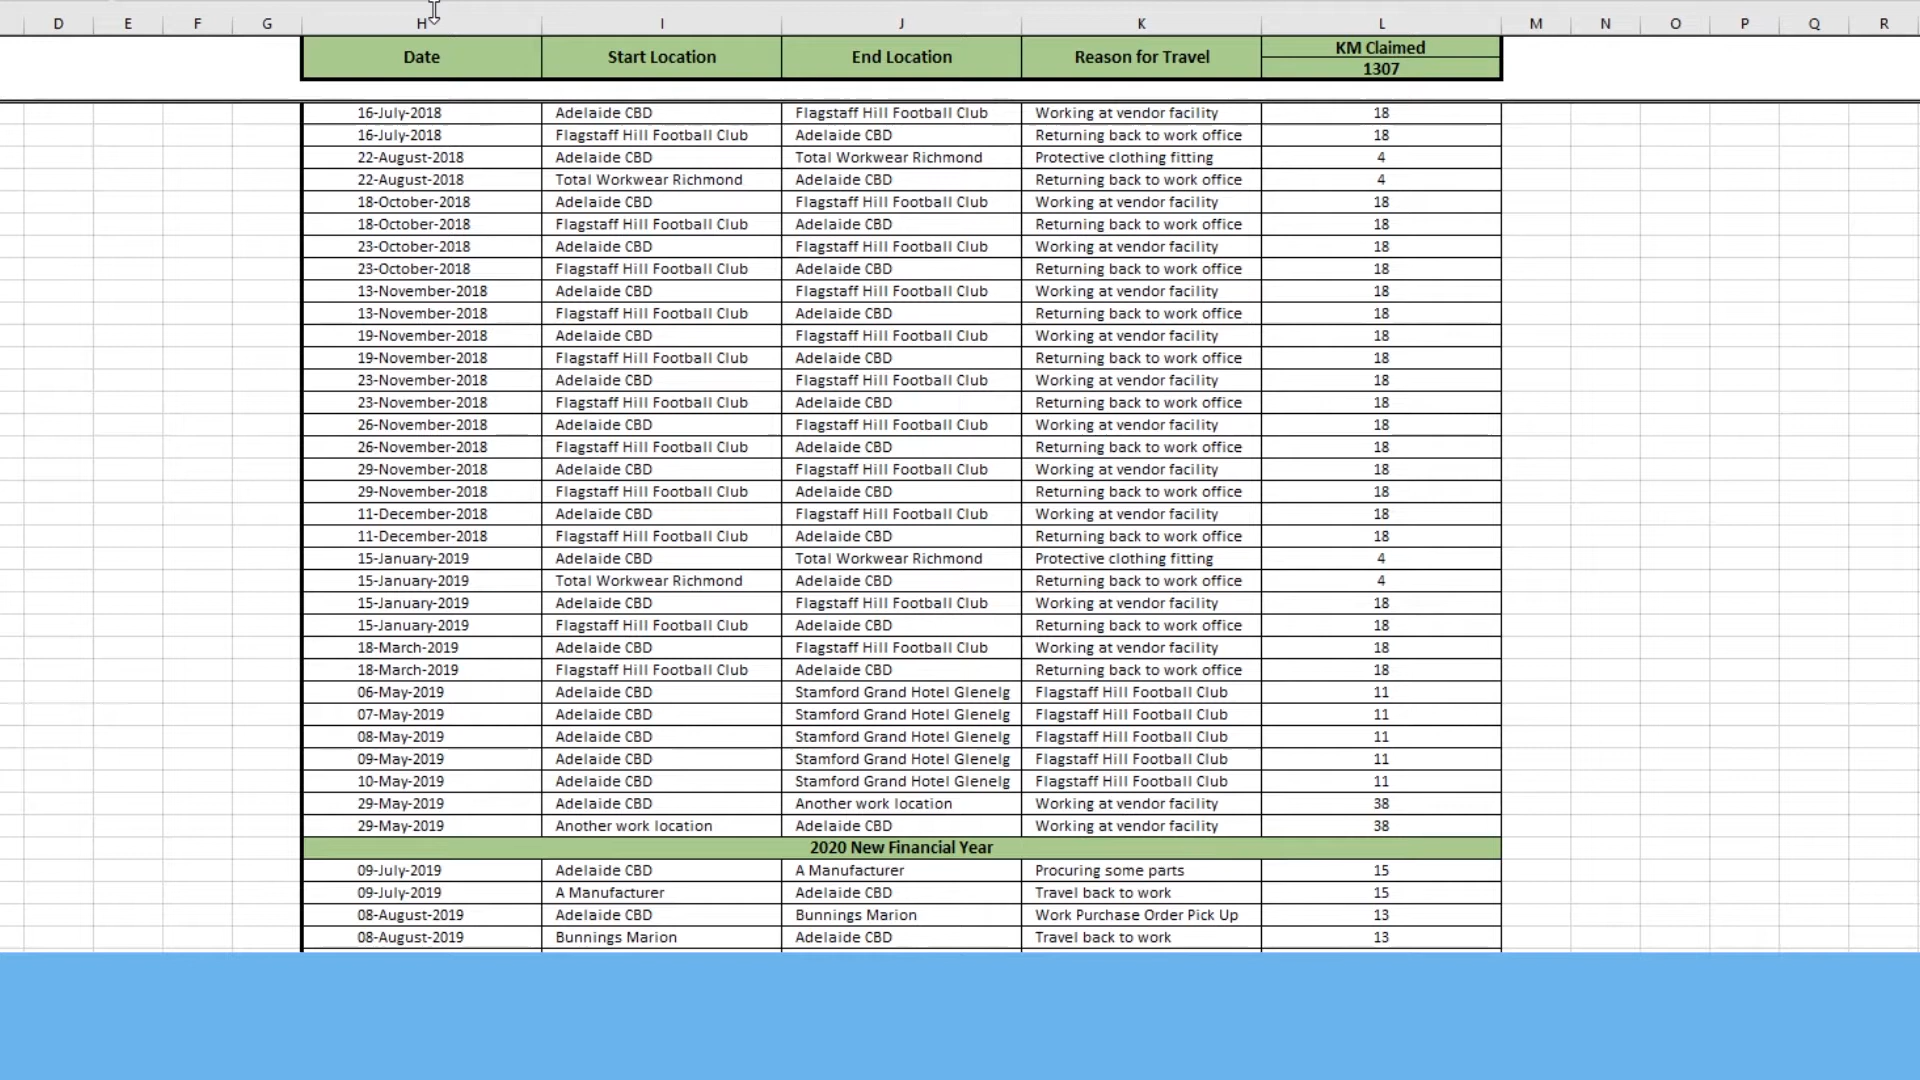 D E F G H I J K L M N O P Q R
Date Start Location End Location Reason for Travel KM Claimed
1307
16-July-2018 Adelaide CBD Flagstaff Hill Football Club Working at vendor facility 18
16-July-2018 Flagstaff Hill Football Club Adelaide CBD Returning back to work office 18
22-August-2018 Adelaide CBD Total Workwear Richmond Protective clothing fitting 4
22-August-2018 Total Workwear Richmond Adelaide CBD Returning back to work office 4
18-October-2018 Adelaide CBD Flagstaff Hill Football Club Working at vendor facility 18
18-October-2018 Flagstaff Hill Football Club Adelaide CBD Returning back to work office 18
23-October-2018 Adelaide CBD Flagstaff Hill Football Club Working at vendor facility 18
23-October-2018 Flagstaff Hill Football Club Adelaide CBD Returning back to work office 18
13-November-2018 Adelaide CBD Flagstaff Hill Football Club Working at vendor facility 18
13-November-2018 Flagstaff Hill Football Club Adelaide CBD Returning back to work office 18
19-November-2018 Adelaide CBD Flagstaff Hill Football Club Working at vendor facility 18
19-November-2018 Flagstaff Hill Football Club Adelaide CBD Returning back to work office 18
23-November-2018 Adelaide CBD Flagstaff Hill Football Club Working at vendor facility 18
23-November-2018 Flagstaff Hill Football Club Adelaide CBD Returning back to work office 18
26-November-2018 Adelaide CBD Flagstaff Hill Football Club Working at vendor facility 18
26-November-2018 Flagstaff Hill Football Club Adelaide CBD Returning back to work office 18
29-November-2018 Adelaide CBD Flagstaff Hill Football Club Working at vendor facility 18
29-November-2018 Flagstaff Hill Football Club Adelaide CBD Returning back to work office 18
11-December-2018 Adelaide CBD Flagstaff Hill Football Club Working at vendor facility 18
11-December-2018 Flagstaff Hill Football Club Adelaide CBD Returning back to work office 18
15-January-2019 Adelaide CBD Total Workwear Richmond Protective clothing fitting 4
15-January-2019 Total Workwear Richmond Adelaide CBD Returning back to work office 4
15-January-2019 Adelaide CBD Flagstaff Hill Football Club Working at vendor facility 18
15-January-2019 Flagstaff Hill Football Club Adelaide CBD Returning back to work office 18
18-March-2019 Adelaide CBD Flagstaff Hill Football Club Working at vendor facility 18
18-March-2019 Flagstaff Hill Football Club Adelaide CBD Returning back to work office 18
06-May-2019 Adelaide CBD Stamford Grand Hotel Glenelg Flagstaff Hill Football Club 11
07-May-2019 Adelaide CBD Stamford Grand Hotel Glenelg Flagstaff Hill Football Club 11
08-May-2019 Adelaide CBD Stamford Grand Hotel Glenelg Flagstaff Hill Football Club 11
09-May-2019 Adelaide CBD Stamford Grand Hotel Glenelg Flagstaff Hill Football Club 11
10-May-2019 Adelaide CBD Stamford Grand Hotel Glenelg Flagstaff Hill Football Club 11
29-May-2019 Adelaide CBD Another work location Working at vendor facility 38
29-May-2019 Another work location Adelaide CBD Working at vendor facility 38
2020 New Financial Year
09-July-2019 Adelaide CBD A Manufacturer Procuring some parts 15
09-July-2019 A Manufacturer Adelaide CBD Travel back to work 15
08-August-2019 Adelaide CBD Bunnings Marion Work Purchase Order Pick Up 13
08-August-2019 Bunnings Marion Adelaide CBD Travel back to work 13